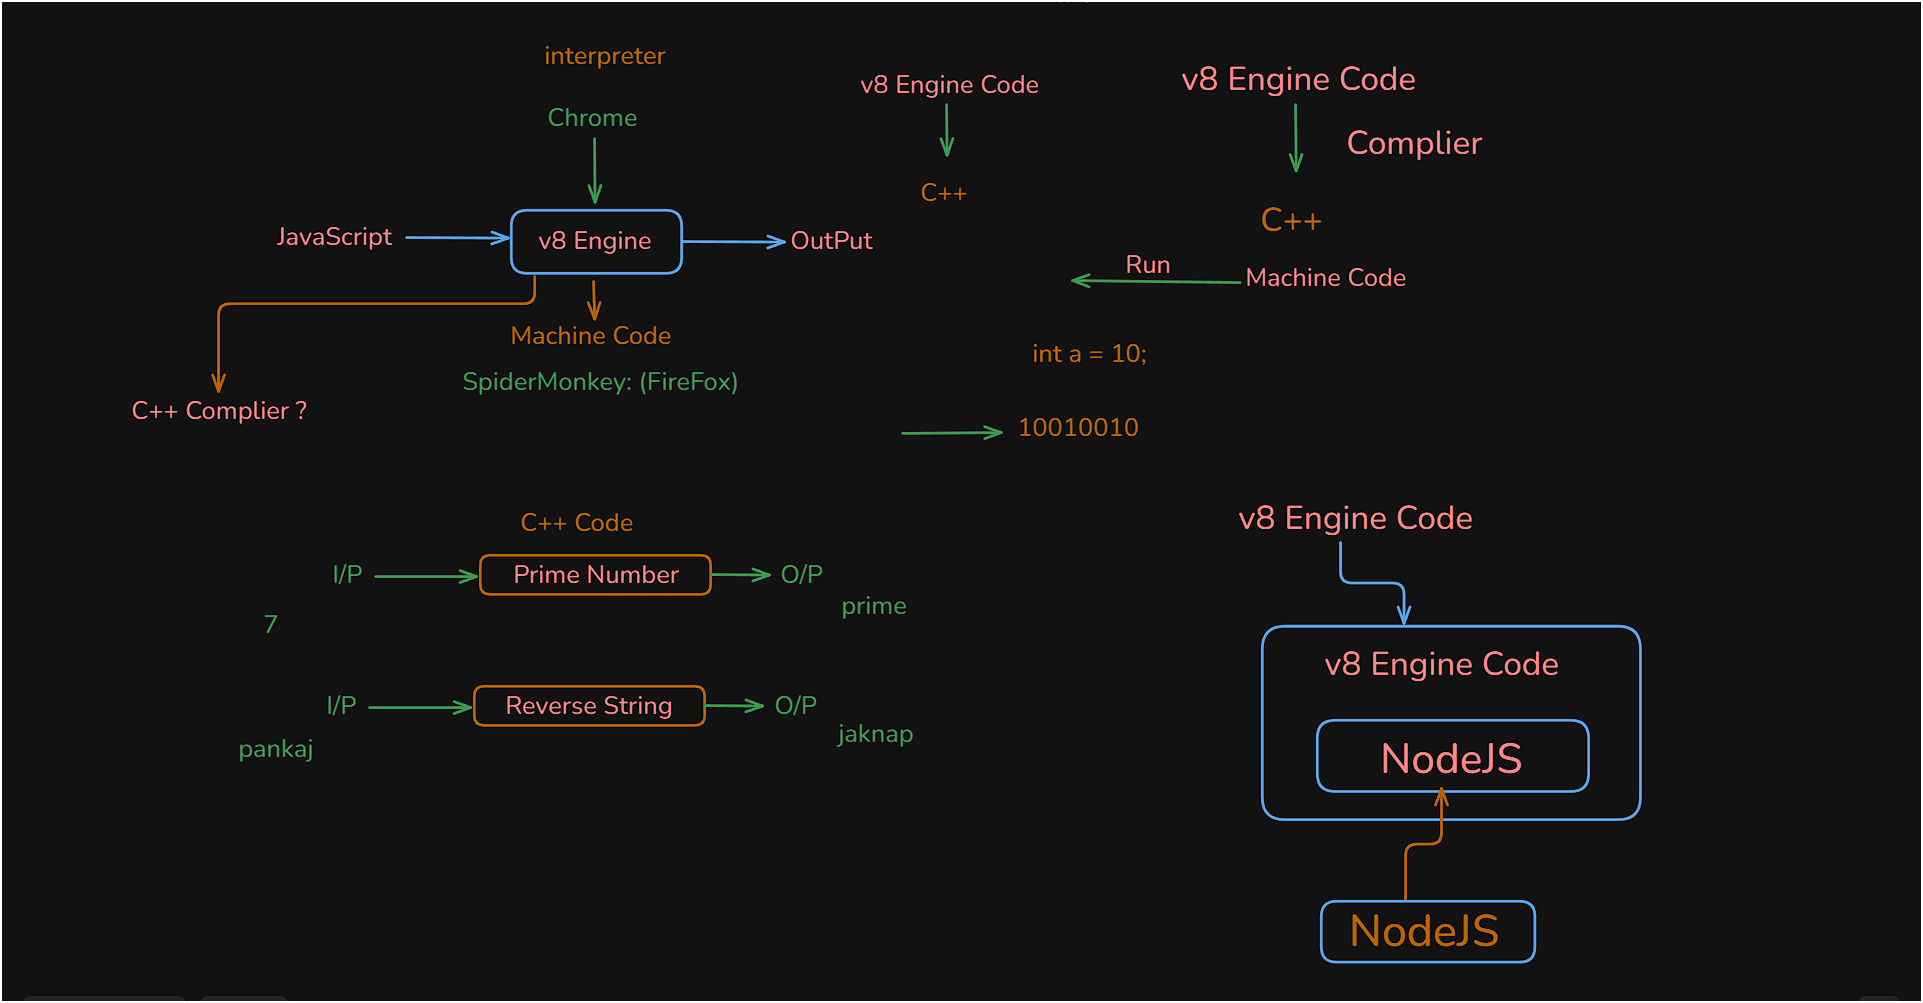 interpreter
Chrome
JavaScript
v8 Engine
OutPut
Machine Code
SpiderMonkey: (FireFox)
C++ Complier ?
v8 Engine Code
C++
v8 Engine Code
Complier
C++
Run
Machine Code
int a = 10;
10010010
C++ Code
I/P
Prime Number
O/P
7
prime
I/P
Reverse String
O/P
pankaj
jaknap
v8 Engine Code
v8 Engine Code
NodeJS
NodeJS